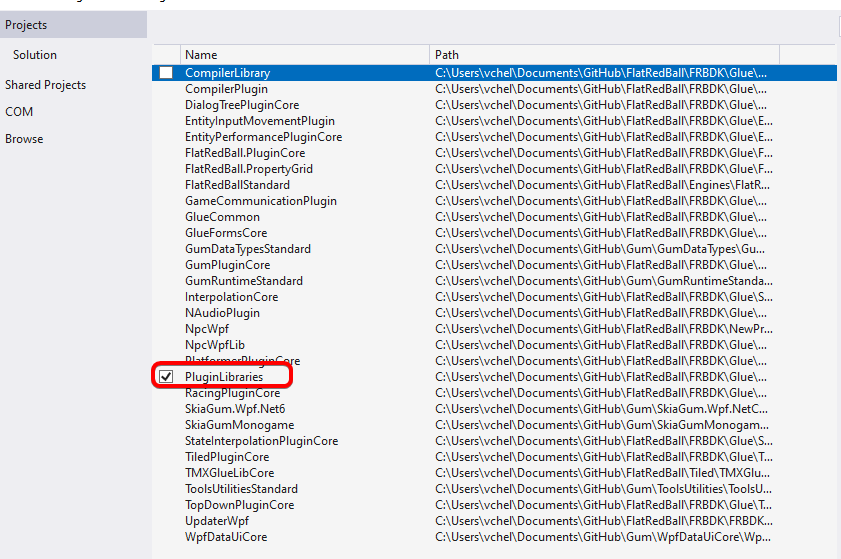 Projects
Solution
Shared Projects
COM
Browse
Name Path
CompilerLibrary C:\Users\vchel\Documents\GitHub\FlatRedBall\FRBDK\Glue\...
CompilerPlugin C:\Users\vchel\Documents\GitHub\FlatRedBall\FRBDK\Glue\...
DialogTreePluginCore C:\Users\vchel\Documents\GitHub\FlatRedBall\FRBDK\Glue\...
EntityInputMovementPlugin C:\Users\vchel\Documents\GitHub\FlatRedBall\FRBDK\Glue\E...
EntityPerformancePluginCore C:\Users\vchel\Documents\GitHub\FlatRedBall\FRBDK\Glue\E...
FlatRedBall.PluginCore C:\Users\vchel\Documents\GitHub\FlatRedBall\FRBDK\Glue\F...
FlatRedBall.PropertyGrid C:\Users\vchel\Documents\GitHub\FlatRedBall\FRBDK\Glue\F...
FlatRedBallStandard C:\Users\vchel\Documents\GitHub\FlatRedBall\Engines\FlatR...
GameCommunicationPlugin C:\Users\vchel\Documents\GitHub\FlatRedBall\FRBDK\Glue\...
GlueCommon C:\Users\vchel\Documents\GitHub\FlatRedBall\FRBDK\Glue\...
GlueFormsCore C:\Users\vchel\Documents\GitHub\FlatRedBall\FRBDK\Glue\...
GumDataTypesStandard C:\Users\vchel\Documents\GitHub\Gum\GumDataTypes\Gu...
GumPluginCore C:\Users\vchel\Documents\GitHub\FlatRedBall\FRBDK\Glue\...
GumRuntimeStandard C:\Users\vchel\Documents\GitHub\Gum\GumRuntimeStanda...
InterpolationCore C:\Users\vchel\Documents\GitHub\FlatRedBall\FRBDK\Glue\S...
NAudioPlugin C:\Users\vchel\Documents\GitHub\FlatRedBall\FRBDK\Glue\...
NpcWpf C:\Users\vchel\Documents\GitHub\FlatRedBall\FRBDK\NewPr...
NpcWpfLib C:\Users\vchel\Documents\GitHub\FlatRedBall\FRBDK\Glue\...
PlatformerPluginCore C:\Users\vchel\Documents\GitHub\FlatRedBall\FRBDK\Glue\...
PluginLibraries C:\Users\vchel\Documents\GitHub\FlatRedBall\FRBDK\Glue\...
RacingPluginCore C:\Users\vchel\Documents\GitHub\FlatRedBall\FRBDK\Glue\...
SkiaGum.Wpf.Net6 C:\Users\vchel\Documents\GitHub\Gum\SkiaGum.Wpf.NetC...
SkiaGumMonogame C:\Users\vchel\Documents\GitHub\Gum\SkiaGumMonogam...
StateInterpolationPluginCore C:\Users\vchel\Documents\GitHub\FlatRedBall\FRBDK\Glue\S...
TiledPluginCore C:\Users\vchel\Documents\GitHub\FlatRedBall\FRBDK\Glue\T...
TMXGlueLibCore C:\Users\vchel\Documents\GitHub\FlatRedBall\Tiled\TMXGlu...
ToolsUtilitiesStandard C:\Users\vchel\Documents\GitHub\Gum\ToolsUtilities\ToolsU...
TopDownPluginCore C:\Users\vchel\Documents\GitHub\FlatRedBall\FRBDK\Glue\T...
UpdaterWpf C:\Users\vchel\Documents\GitHub\FlatRedBall\FRBDK\FRBDK...
WpfDataUiCore C:\Users\vchel\Documents\GitHub\Gum\WpfDataUiCore\Wp...